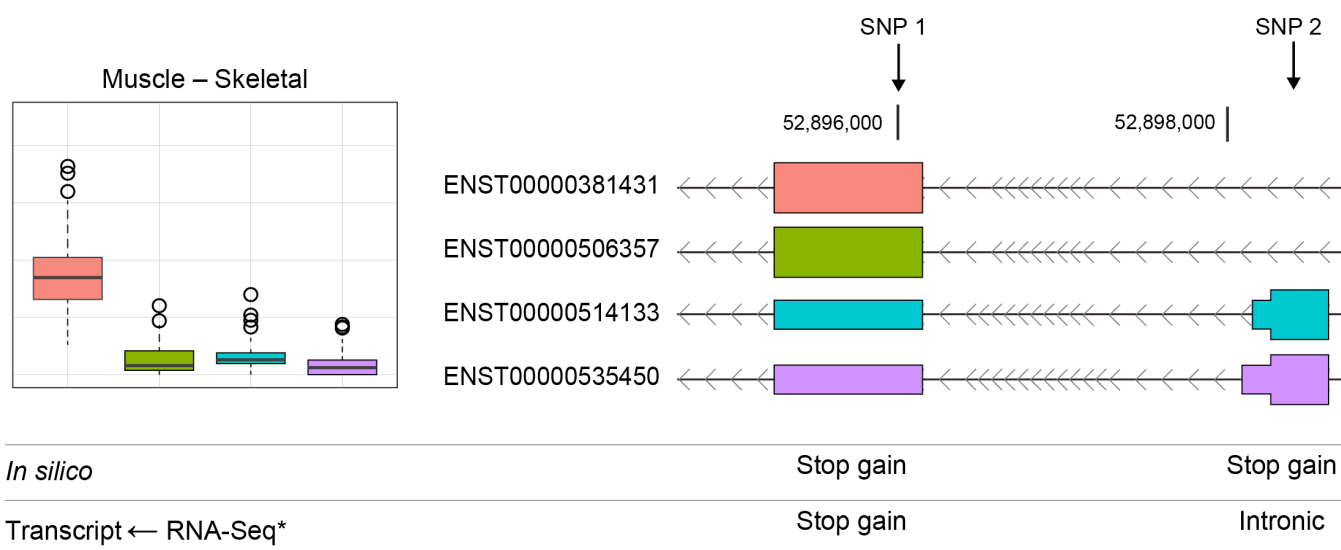 SNP 1
SNP 2
Muscle – Skeletal
52,896,000
52,898,000
ENST00000381431
ENST00000506357
ENST00000514133
ENST00000535450
In silico
Stop gain
Stop gain
Transcript ← RNA-Seq*
Stop gain
Intronic